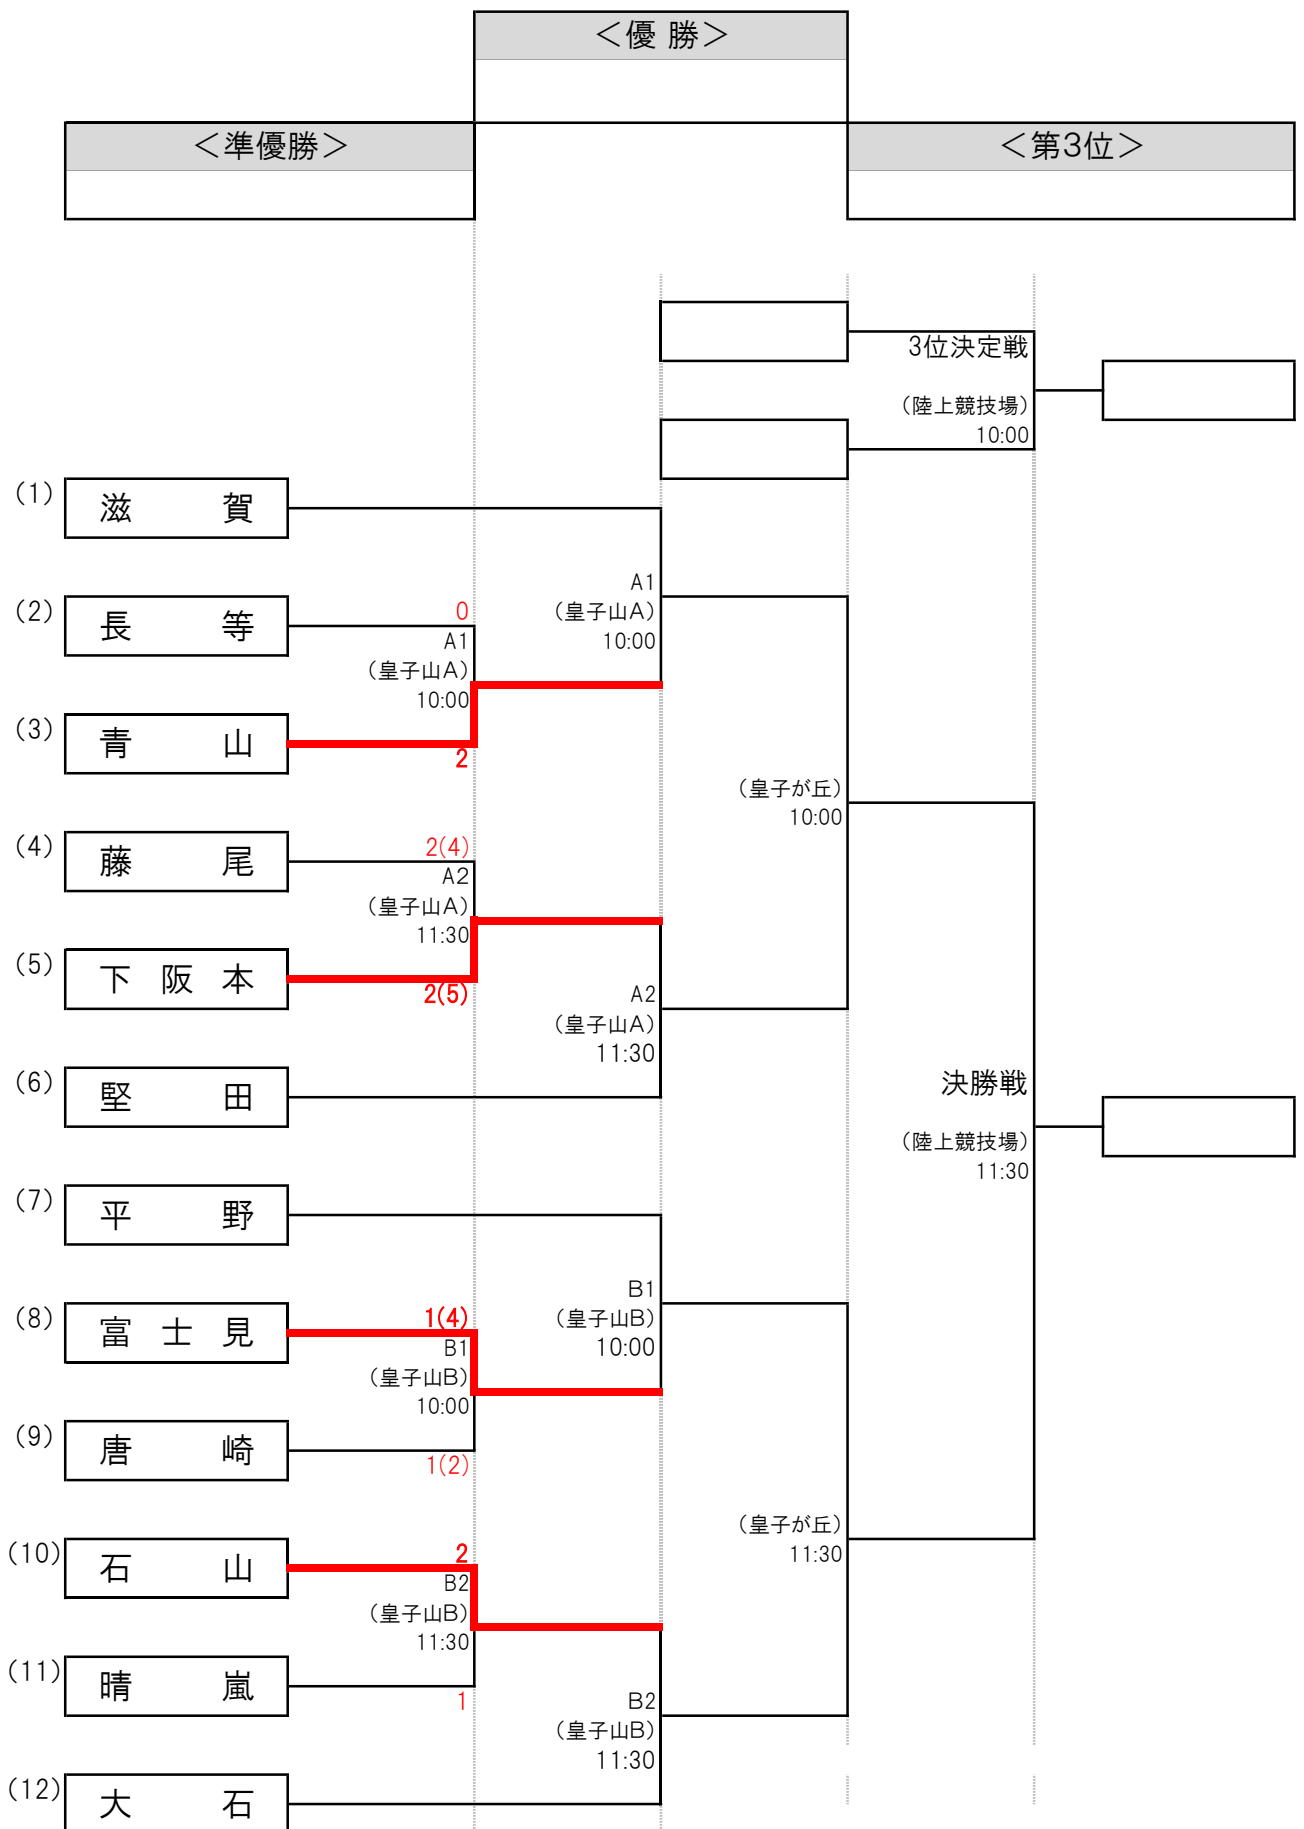 ＜優 勝＞
＜準優勝＞
＜第3位＞
3位決定戦
（陸上競技場）
10:00
(1)
滋　賀
A1
（皇子山A）
10:00
(2)
長　等
0
A1
（皇子山A）
10:00
(3)
青　山
2
（皇子が丘）
10:00
(4)
藤　尾
2(4)
A2
（皇子山A）
11:30
(5)
下 阪 本
2(5)
A2
（皇子山A）
11:30
(6)
堅　田
決勝戦
（陸上競技場）
11:30
(7)
平　野
B1
（皇子山B）
10:00
(8)
富 士 見
1(4)
B1
（皇子山B）
10:00
(9)
唐　崎
1(2)
（皇子が丘）
11:30
(10)
石　山
2
B2
（皇子山B）
11:30
(11)
晴　嵐
1
B2
（皇子山B）
11:30
(12)
大　石